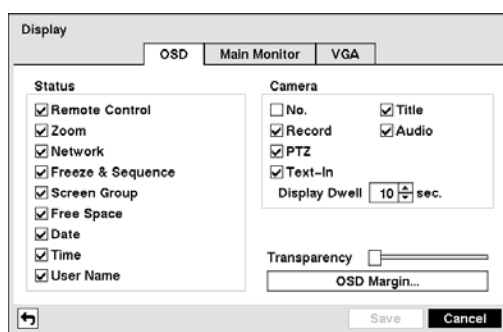 Display
OSD Main Monitor VGA
Status
Remote Control
Zoom
Network
Freeze & Sequence
Screen Group
Free Space
Date
Time
User Name
Camera
No. Title
Record Audio
PTZ
Text-In
Display Dwell 10 sec.
Transparency
OSD Margin...
Save Cancel